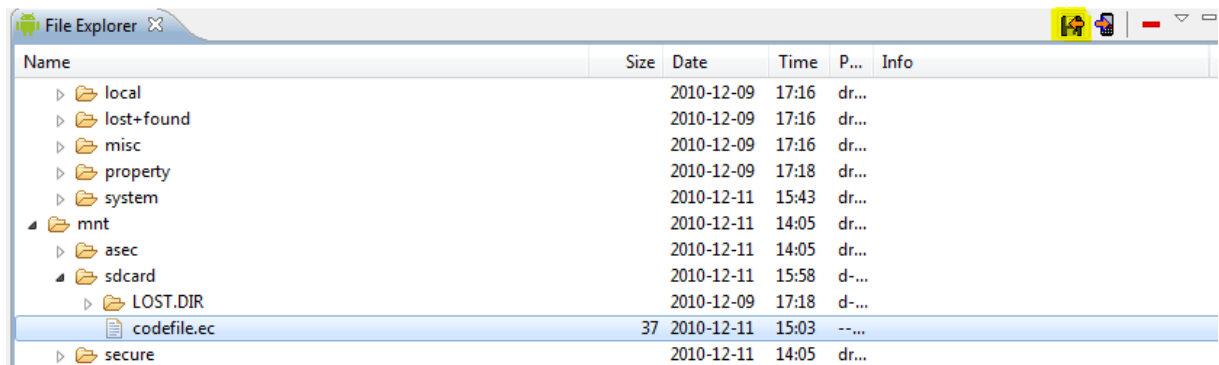 File Explorer
Name Size Date Time P... Info
local 2010-12-09 17:16 dr...
lost+found 2010-12-09 17:16 dr...
misc 2010-12-09 17:16 dr...
property 2010-12-09 17:18 dr...
system 2010-12-11 15:43 dr...
mnt 2010-12-11 14:05 dr...
asec 2010-12-11 14:05 dr...
sdcard 2010-12-11 15:58 d-...
LOST.DIR 2010-12-09 17:18 d-...
codefile.ec 37 2010-12-11 15:03 --...
secure 2010-12-11 14:05 dr...